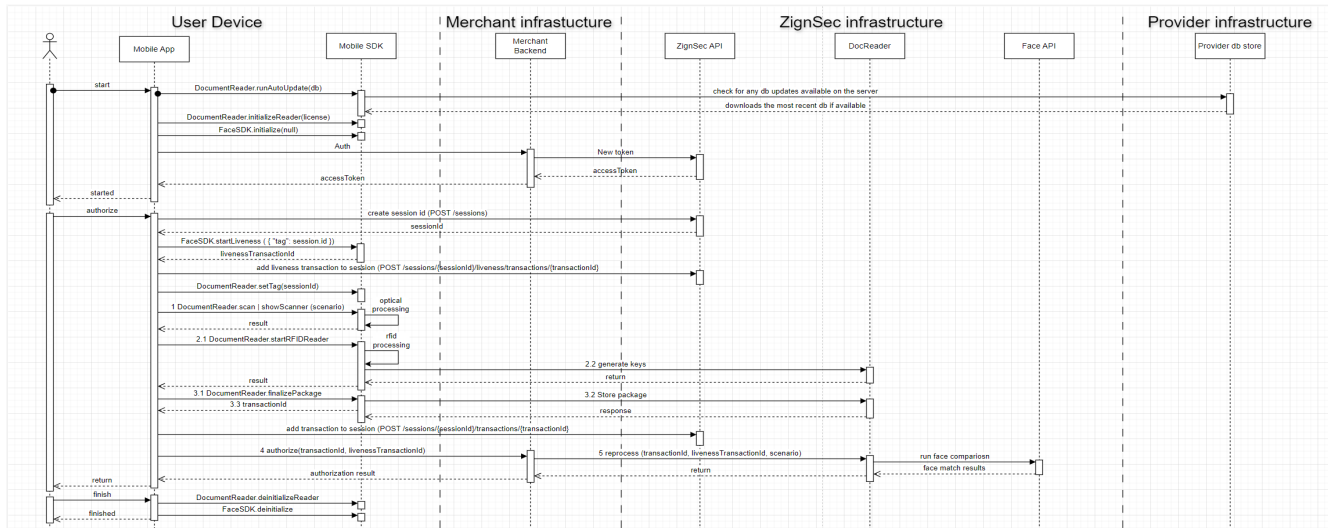 User Device
Merchant infrastucture
ZignSec infrastucture
Provider infrastructure
Mobile App
Mobile SDK
Merchant
Backend
ZignSec API
DocReader
Face API
Provider db store
start
DocumentReader.runAutoUpdate(db)
check for any db updates available on the server
downloads the most recent db if available
DocumentReader.initializeReader(license)
FaceSDK.initialize(null)
Auth
New token
accessTpken
accessToken
started
authorize
create session id (POST /sessions)
sessionId
FaceSDK.startLiveness ( { "tag": session.id })
livenessTransactionId
add liveness transaction to session (POST /sessions/{sessionId}/liveness/transactions/{transactionId}
DocumentReader.setTag(sessionId)
1 DocumentReader.scan | showScanner (scenario)
optical
processing
result
2.1 DocumentReader.startRFIDReader
rfid
processing
2.2 generate keys
return
result
3.1 DocumentReader.finalizePackage
3.2 Store package
3.3 transactionId
response
add transaction to session (POST /sessions/{sessionId}/transactions/{transactionId}
4 authorize(transactionId, livenessTransactionId)
5 reprocess (transactionId, livenessTransactionId, scenario)
run face compariosn
face match results
return
authorization result
return
finish
DocumentReader.deinitializeReader
FaceSDK.deinitialize
finished